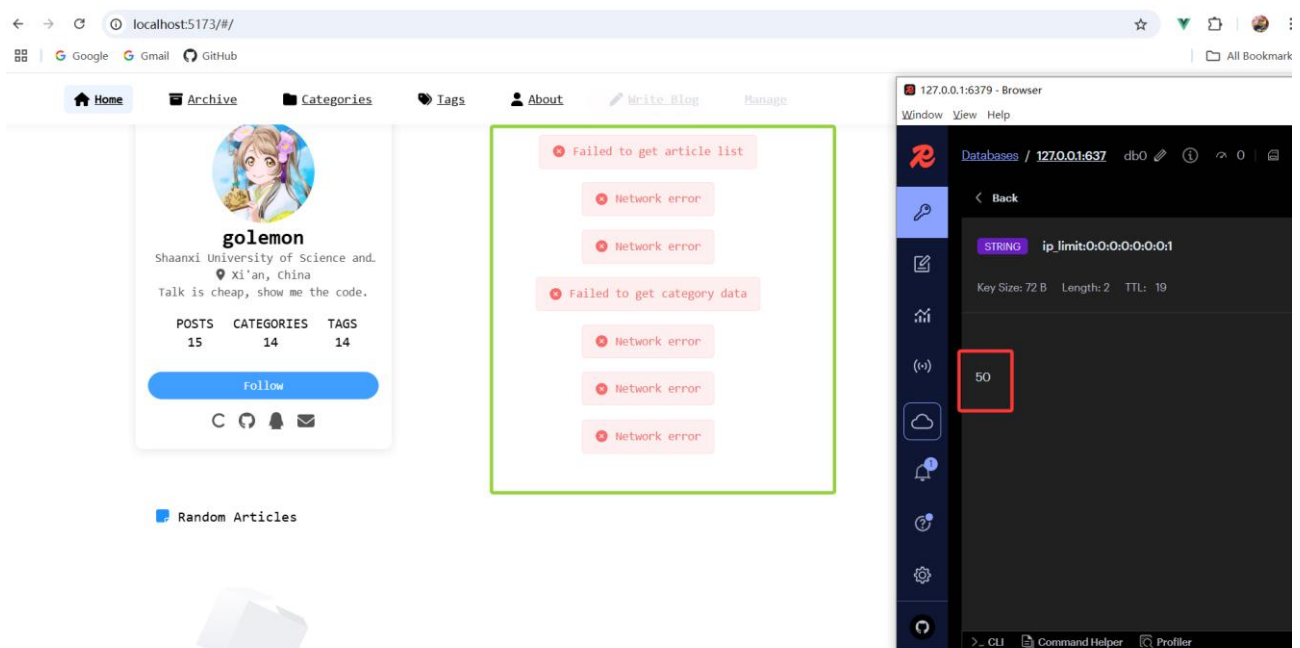 localhost:5173/#/
Google
Gmail
GitHub
All Bookmark
Home
Archive
Categories
Tags
About
Write Blog
Manage
golemon
Shaanxi University of Science and…
Xi'an, China
Talk is cheap, show me the code.
POSTS CATEGORIES TAGS
15 14 14
Follow
Random Articles
Failed to get article list
Network error
Network error
Failed to get category data
Network error
Network error
Network error
127.0.0.1:6379 - Browser
Window View Help
Databases / 127.0.0.1:637 db0 0
Back
STRING ip_limit:0:0:0:0:0:0:0:1
Key Size: 72 B Length: 2 TTL: 19
50
1
>_ CLI Command Helper Profiler